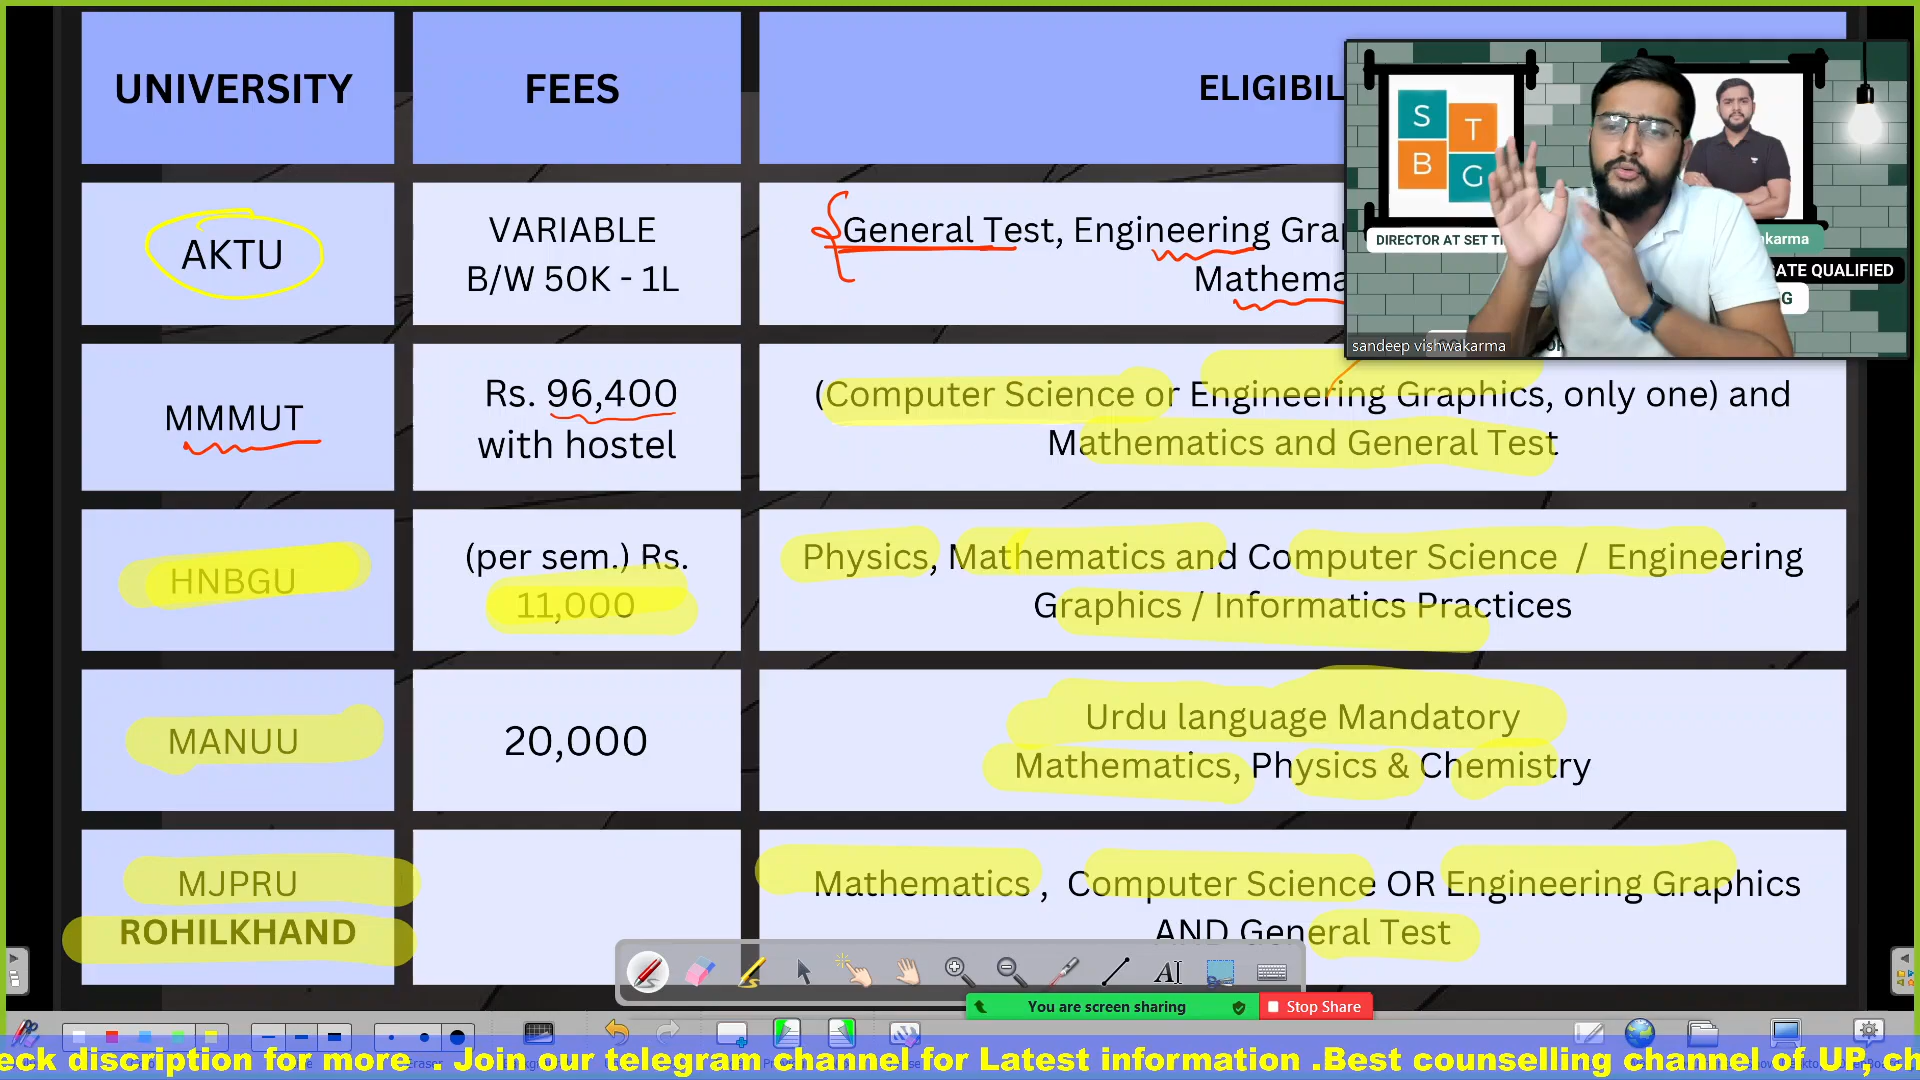 UNIVERSITY
FEES
ELIGIBIL
AKTU
VARIABLE
B/W 50K - 1L
General Test, Engineering Gra
Mathema
MMMUT
Rs. 96,400
with hostel
(Computer Science or Engineering Graphics, only one) and
Mathematics and General Test
HNBGU
(per sem.) Rs.
11,000
Physics, Mathematics and Computer Science / Engineering
Graphics / Informatics Practices
MANUU
20,000
Urdu language Mandatory
Mathematics, Physics & Chemistry
MJPRU
ROHILKHAND
Mathematics , Computer Science OR Engineering Graphics
AND General Test
S
T
B
G
DIRECTOR AT SET T
karma
GATE QUALIFIED
G
sandeep vishwakarma
You are screen sharing
Stop Share
eck discription for more . Join our telegram channel for Latest information .Best counselling channel of UP, ch